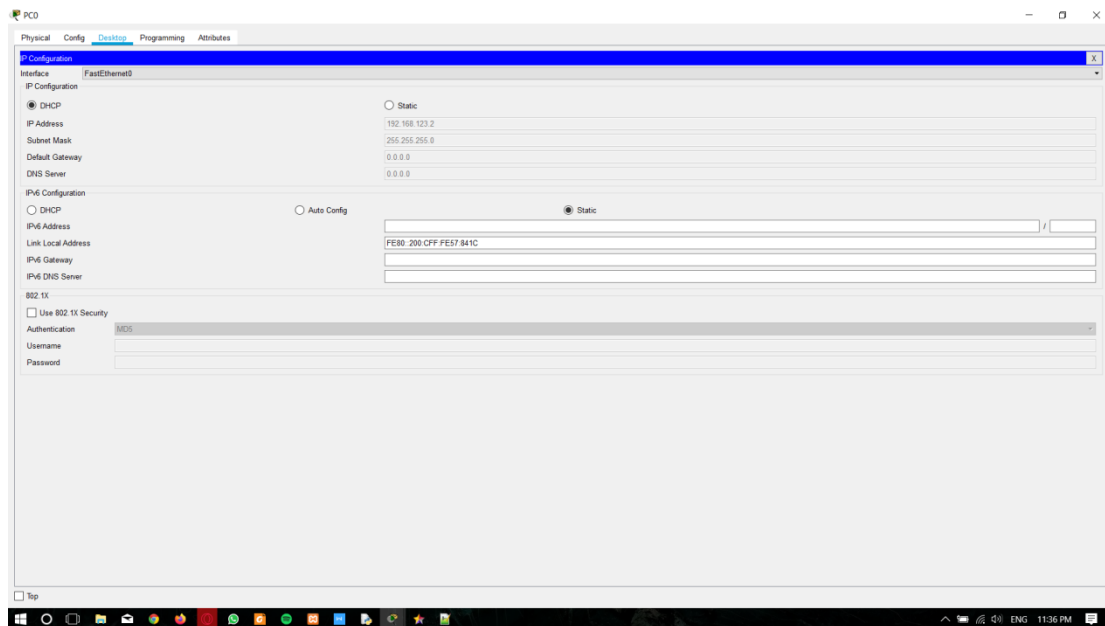 PC0
Physical Config Desktop Programming Attributes
IP Configuration X
Interface FastEthernet0
IP Configuration
DHCP Static
IP Address 192.168.123.2
Subnet Mask 255.255.255.0
Default Gateway 0.0.0.0
DNS Server 0.0.0.0
IPv6 Configuration
DHCP Auto Config Static
IPv6 Address /
Link Local Address FE80::200:CFF:FE57:841C
IPv6 Gateway
IPv6 DNS Server
802.1X
Use 802.1X Security
Authentication MD5
Username
Password
Top
ENG 11:36 PM